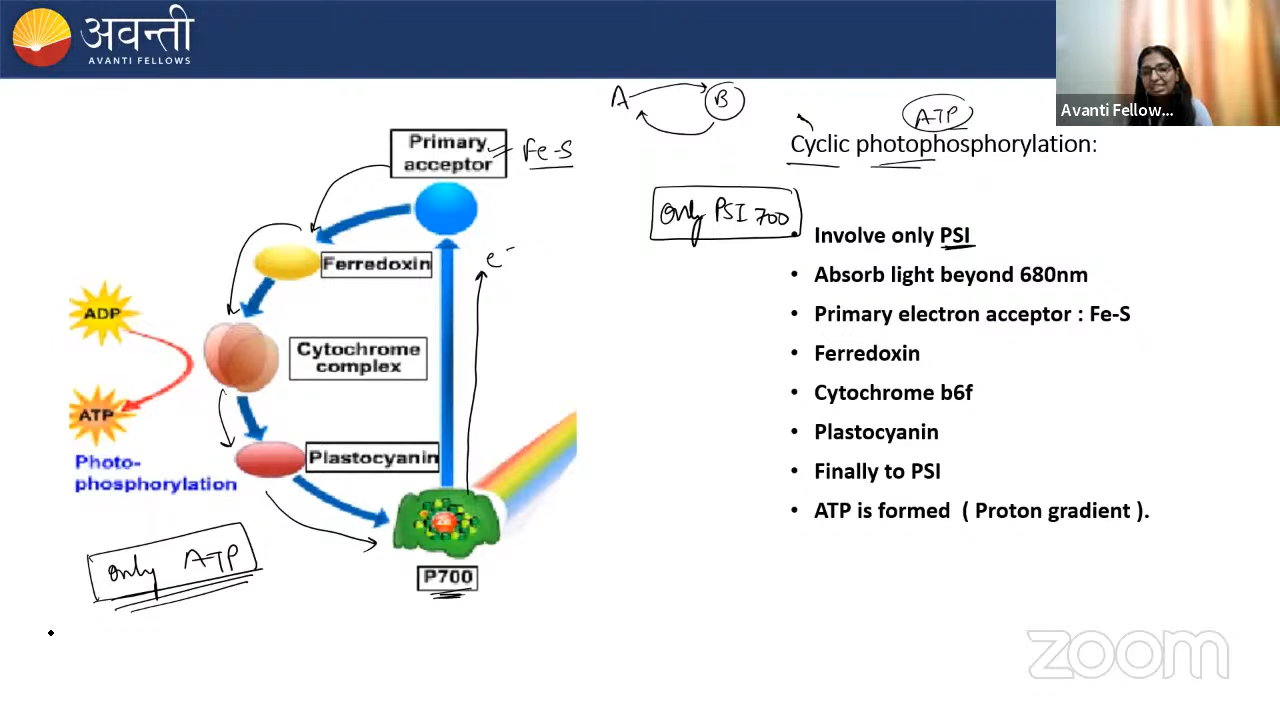 अवन्ती
AVANTI FELLOWS
Avanti Fellow...
A
B
ATP
Cyclic photophosphorylation:
Only PSI 700
• Involve only PSI
• Absorb light beyond 680nm
• Primary electron acceptor : Fe-S
• Ferredoxin
• Cytochrome b6f
• Plastocyanin
• Finally to PSI
• ATP is formed ( Proton gradient ).
Primary
acceptor
Fe-S
e-
Ferredoxin
ADP
Cytochrome
complex
ATP
Plastocyanin
Photo-
phosphorylation
2e
P700
Only ATP
zoom